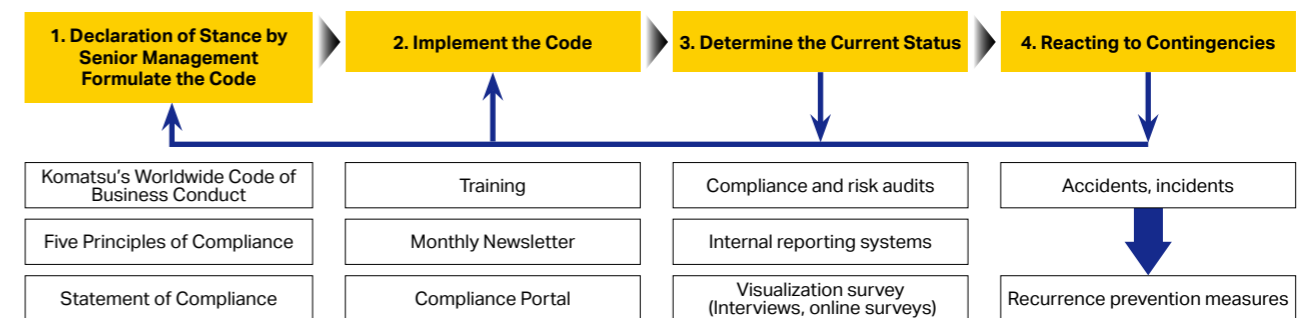 1. Declaration of Stance by
Senior Management
Formulate the Code
2. Implement the Code
3. Determine the Current Status
4. Reacting to Contingencies
Komatsu's Worldwide Code of
Business Conduct
Training
Compliance and risk audits
Accidents, incidents
Five Principles of Compliance
Monthly Newsletter
Internal reporting systems
Statement of Compliance
Compliance Portal
Visualization survey
(Interviews, online surveys)
Recurrence prevention measures